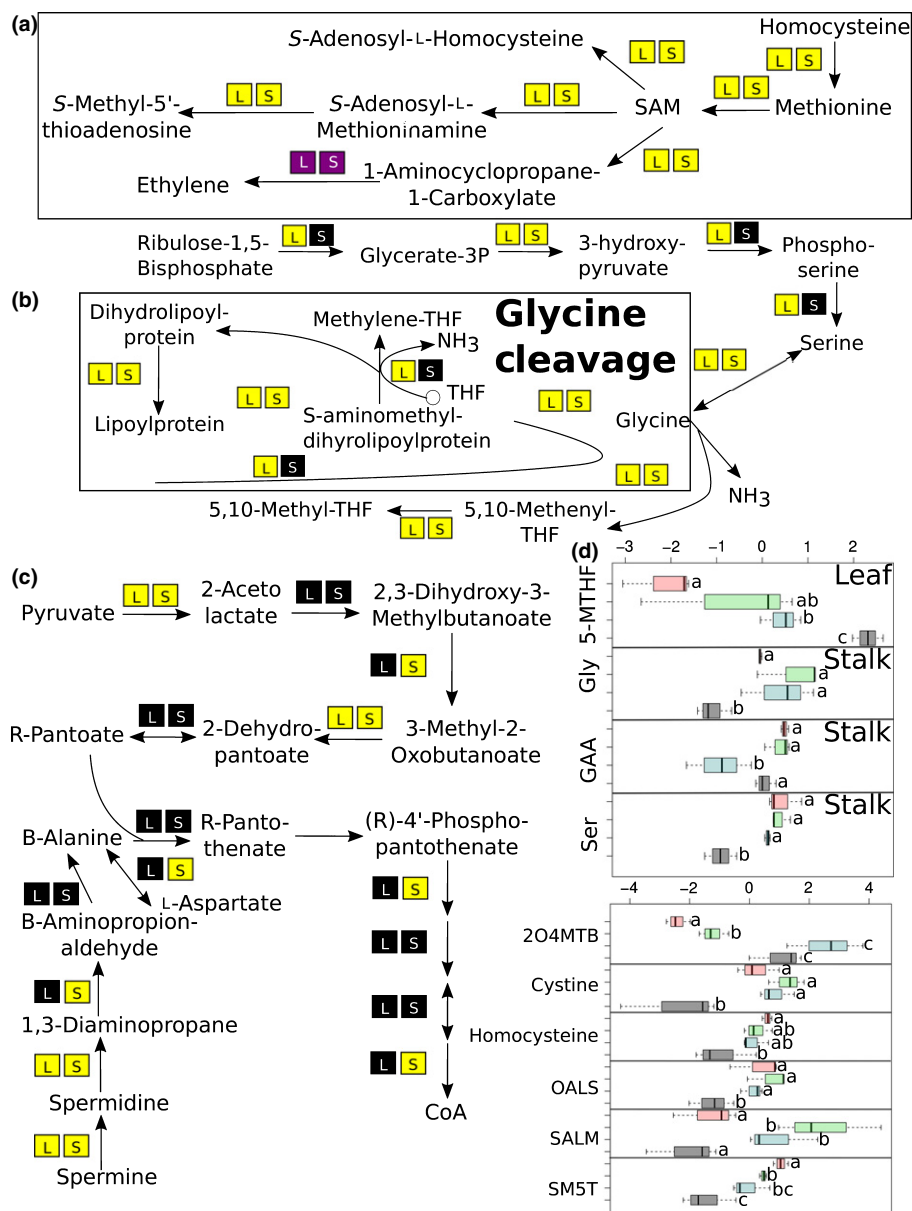 (a)
Homocysteine
S-Adenosyl-L-Homocysteine
L S
L S
L S
S-Methyl-5'-
thioadenosine
L S
S-Adenosyl-L-
Methioninamine
L S
SAM
Methionine
L S
Ethylene
L S
1-Aminocyclopropane-
1-Carboxylate
Ribulose-1,5-
Bisphosphate
L S
Glycerate-3P
L S
3-hydroxy-
pyruvate
L S
Phospho-
serine
L S
Serine
(b)
Glycine
cleavage
Dihydrolipoyl-
protein
Methylene-THF
NH3
L S
THF
L S
L S
L S
L S
Lipoylprotein
S-aminomethyl-
dihyrolipoylprotein
Glycine
L S
L S
NH3
5,10-Methyl-THF
L S
5,10-Methenyl-
THF
(c)
Pyruvate
L S
2-Aceto
lactate
L S
2,3-Dihydroxy-3-
Methylbutanoate
L S
R-Pantoate
L S
2-Dehydro-
pantoate
L S
3-Methyl-2-
Oxobutanoate
B-Alanine
L S
R-Panto-
thenate
(R)-4'-Phospho-
pantothenate
L S
L S
L-Aspartate
B-Aminopropion-
aldehyde
L S
1,3-Diaminopropane
L S
Spermidine
L S
Spermine
L S
L S
L S
L S
CoA
(d)
−3 −2 −1 0 1 2
Leaf
5-MTHF
a
ab
b
c
Stalk
Gly
a
a
a
b
Stalk
GAA
a
a
b
a
Stalk
Ser
a
a
a
b
−4 −2 0 2 4
2O4MTB
a
b
c
c
Cystine
a
a
a
b
Homocysteine
a
ab
ab
b
OALS
a
a
a
b
SALM
a
b
b
a
SM5T
a
b
bc
c